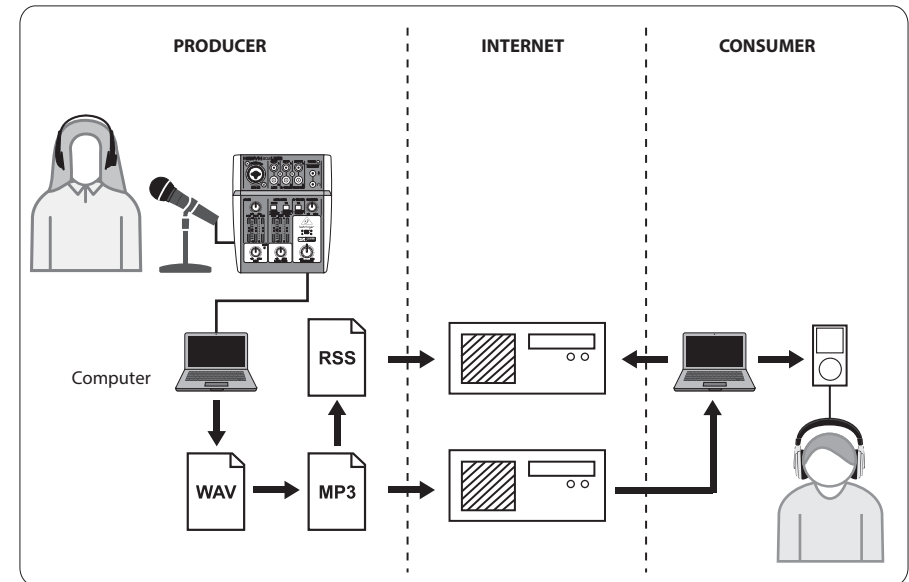 PRODUCER
INTERNET
CONSUMER
Computer
RSS
WAV
MP3